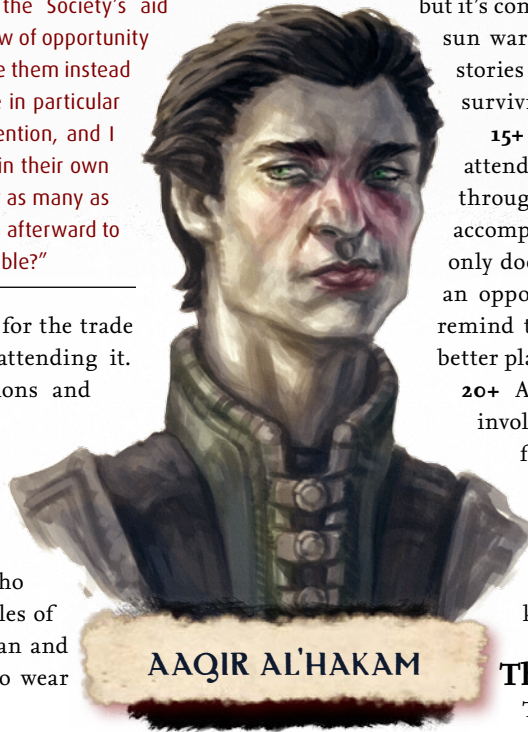 the Society’s aid
w of opportunity
e them instead
e in particular
ention, and I
in their own
as many as
afterward to
ble?”
for the trade
attending it.
ons and
ho
les of
an and
o wear
AAQIR AL'HAKAM
but it’s con
sun war
stories
survivi
15+
attend
throug
accomp
only doe
an oppo
remind t
better pla
20+ A
invol
f
k
Th
T